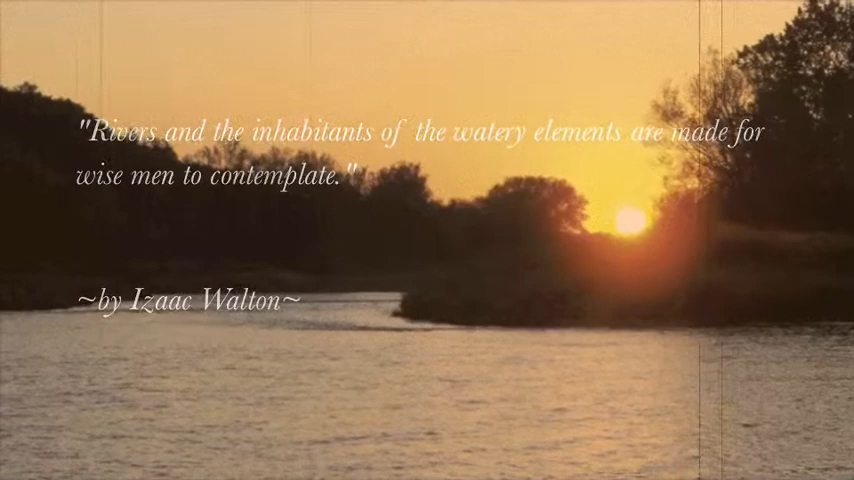 "Rivers and the inhabitants of the watery elements are made for
wise men to contemplate."
~by Izaac Walton~